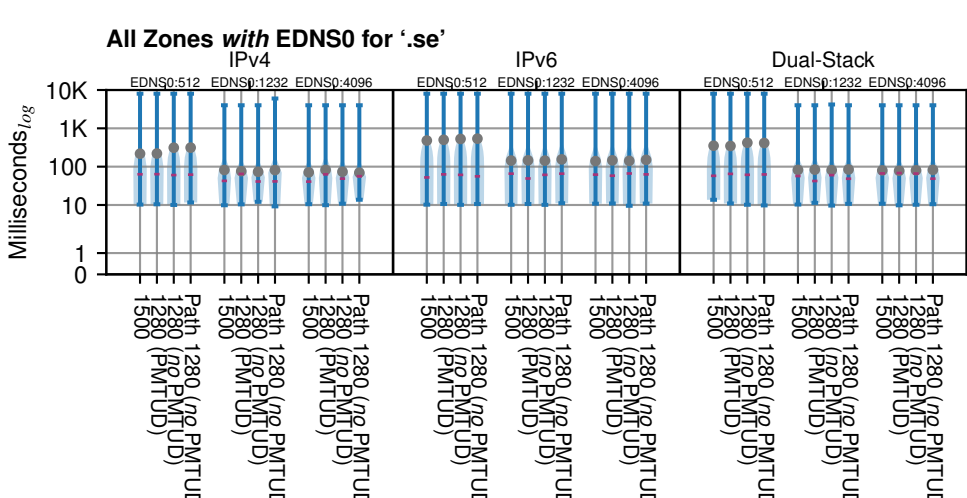 All Zones with EDNS0 for ‘.se’
IPv4
IPv6
Dual-Stack
EDNS0:512
EDNS0:1232
EDNS0:4096
EDNS0:512
EDNS0:1232
EDNS0:4096
EDNS0:512
EDNS0:1232
EDNS0:4096
Milliseconds log
10K
1K
100
10
1
0
1500
1280 (PMTUD)
1280 (no PMTUD)
Path 1280 (no PMTUD
1500
1280 (PMTUD)
1280 (no PMTUD)
Path 1280 (no PMTUD
1500
1280 (PMTUD)
1280 (no PMTUD)
Path 1280 (no PMTUD
1500
1280 (PMTUD)
1280 (no PMTUD)
Path 1280 (no PMTUD
1500
1280 (PMTUD)
1280 (no PMTUD)
Path 1280 (no PMTUD
1500
1280 (PMTUD)
1280 (no PMTUD)
Path 1280 (no PMTUD
1500
1280 (PMTUD)
1280 (no PMTUD)
Path 1280 (no PMTUD
1500
1280 (PMTUD)
1280 (no PMTUD)
Path 1280 (no PMTUD
1500
1280 (PMTUD)
1280 (no PMTUD)
Path 1280 (no PMTUD